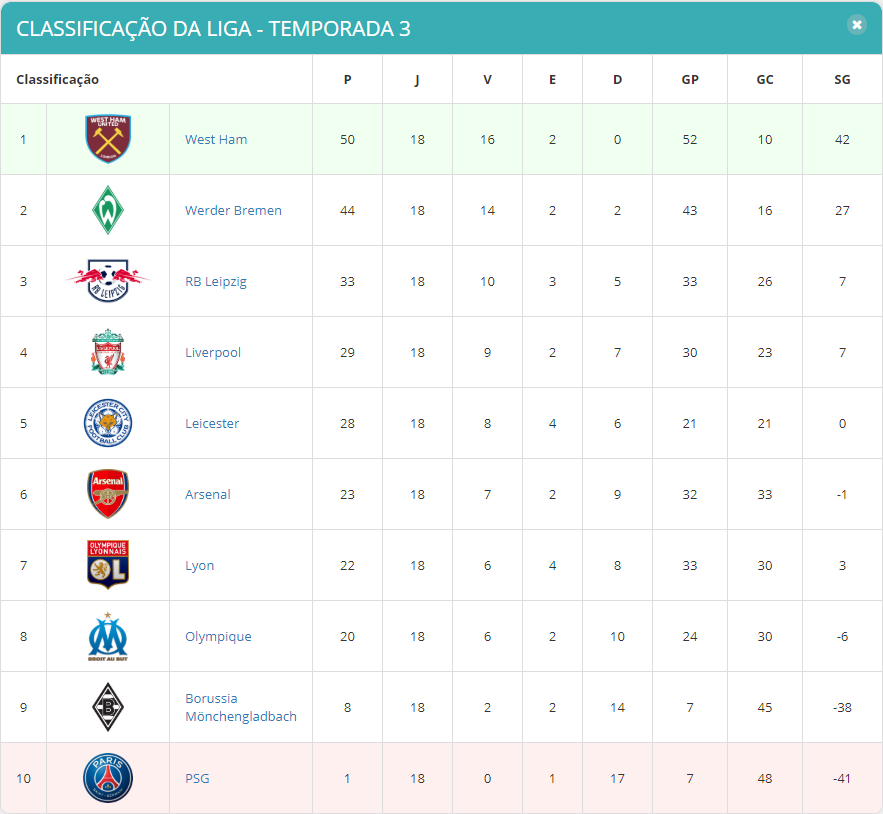 CLASSIFICAÇÃO DA LIGA - TEMPORADA 3
Classificação P J V E D GP GC SG
1 WEST HAM UNITED LONDON West Ham 50 18 16 2 0 52 10 42
2 Werder Bremen 44 18 14 2 2 43 16 27
3 RB LEIPZIG RB Leipzig 33 18 10 3 5 33 26 7
4 LIVERPOOL Liverpool 29 18 9 2 7 30 23 7
5 LEICESTER CITY FOOTBALL CLUB Leicester 28 18 8 4 6 21 21 0
6 Arsenal Arsenal 23 18 7 2 9 32 33 -1
7 OLYMPIQUE LYONNAIS OL Lyon 22 18 6 4 8 33 30 3
8 DROIT AU BUT Olympique 20 18 6 2 10 24 30 -6
9 B Borussia Mönchengladbach 8 18 2 2 14 7 45 -38
10 PARIS PSG 1 18 0 1 17 7 48 -41